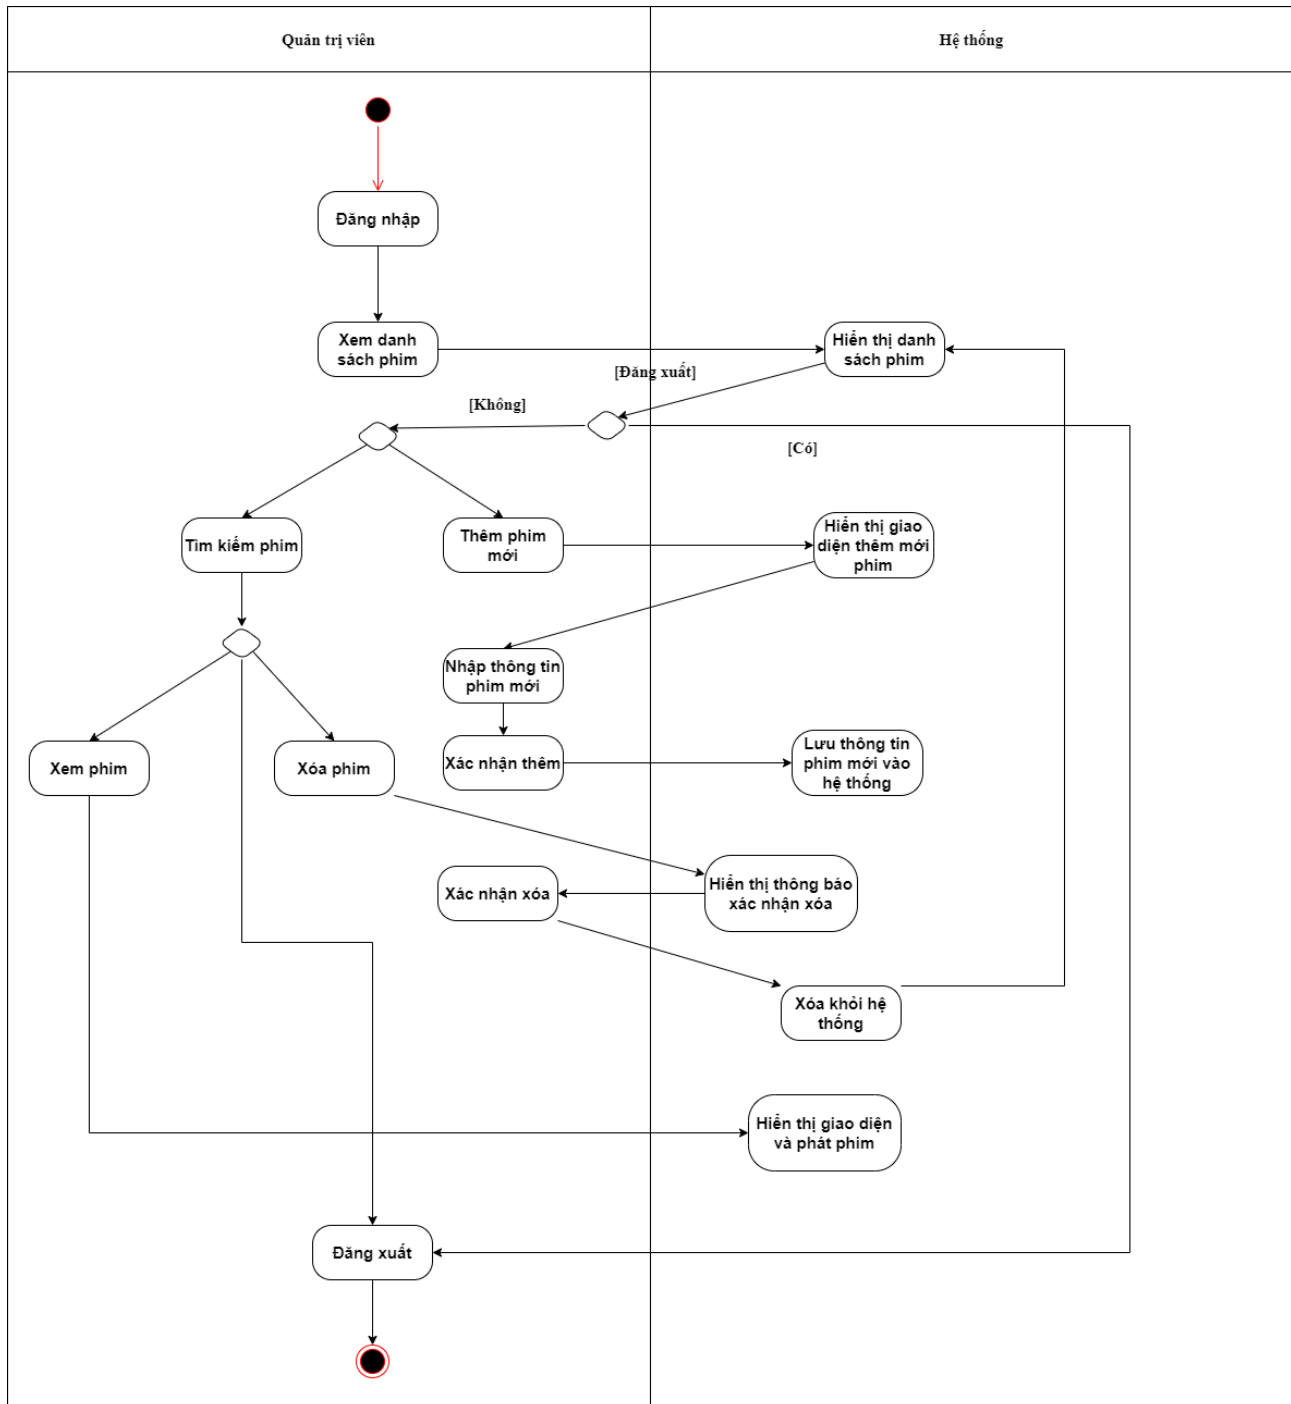 Quản trị viên
Hệ thống
Đăng nhập
Xem danh
sách phim
Hiển thị danh
sách phim
[Đăng xuất]
[Không]
[Có]
Tìm kiếm phim
Thêm phim
mới
Hiển thị giao
diện thêm mới
phim
Nhập thông tin
phim mới
Xem phim
Xóa phim
Xác nhận thêm
Lưu thông tin
phim mới vào
hệ thống
Xác nhận xóa
Hiển thị thông báo
xác nhận xóa
Xóa khỏi hệ
thống
Hiển thị giao diện
và phát phim
Đăng xuất